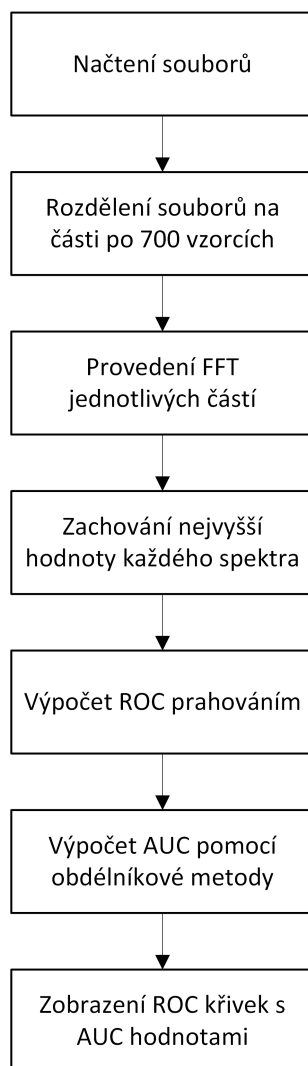 Načtení souborů
Rozdělení souborů na
části po 700 vzorcích
Provedení FFT
jednotlivých částí
Zachování nejvyšší
hodnoty každého spektra
Výpočet ROC prahováním
Výpočet AUC pomocí
obdélníkové metody
Zobrazení ROC křivek s
AUC hodnotami